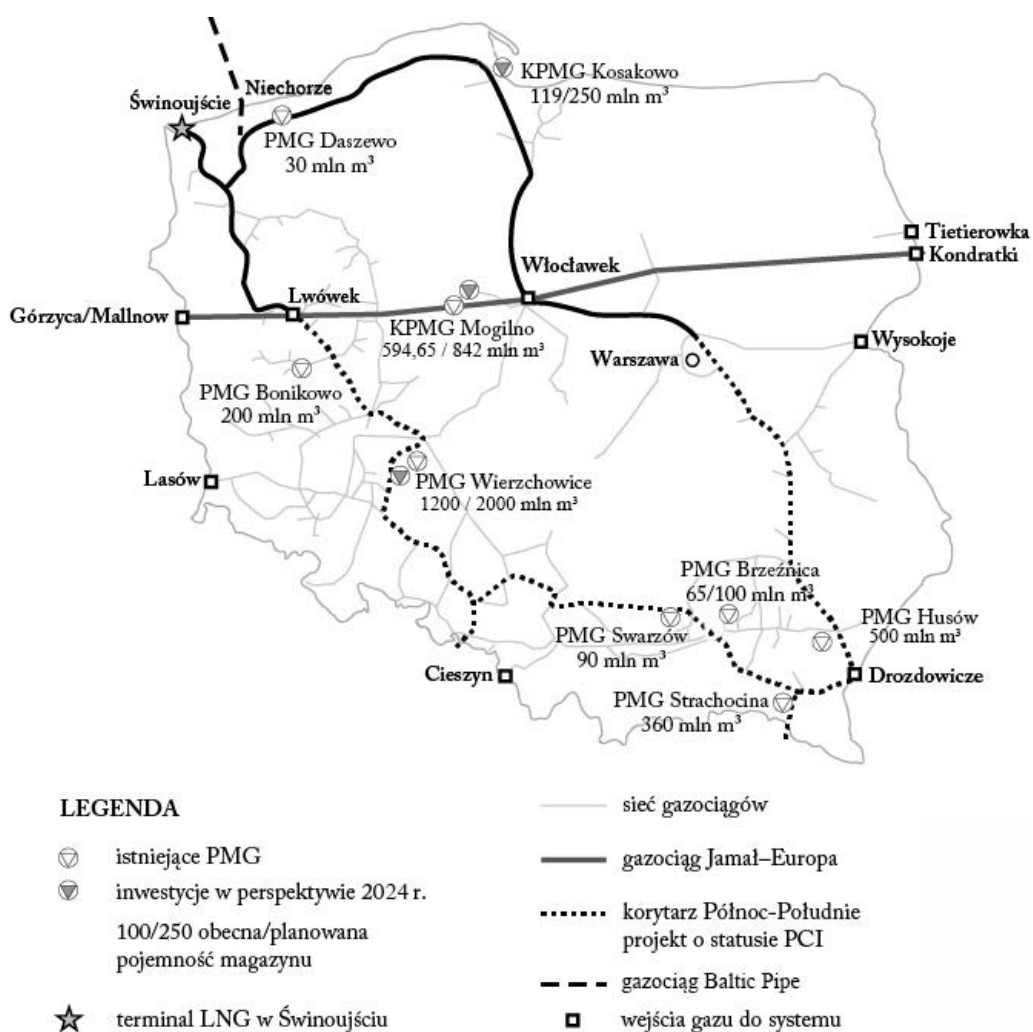 KPMG Kosakowo
119/250 mln m³
Niechorze
Świnoujście
PMG Daszewo
30 mln m³
Tietierowka
Kondratki
Włocławek
Lwówek
Górzyca/Mallnow
KPMG Mogilno
594,65 / 842 mln m³
Wysokoje
Warszawa
PMG Bonikowo
200 mln m³
Lasów
PMG Wierzchowice
1200 / 2000 mln m³
PMG Brzeźnica
65/100 mln m³
PMG Husów
500 mln m³
PMG Swarzów
90 mln m³
Cieszyn
Drozdowicze
PMG Strachocina
360 mln m³
LEGENDA
istniejące PMG
inwestycje w perspektywie 2024 r.
100/250 obecna/planowana
pojemność magazynu
terminal LNG w Świnoujściu
sieć gazociągów
gazociąg Jamał–Europa
korytarz Północ-Południe
projekt o statusie PCI
gazociąg Baltic Pipe
wejścia gazu do systemu